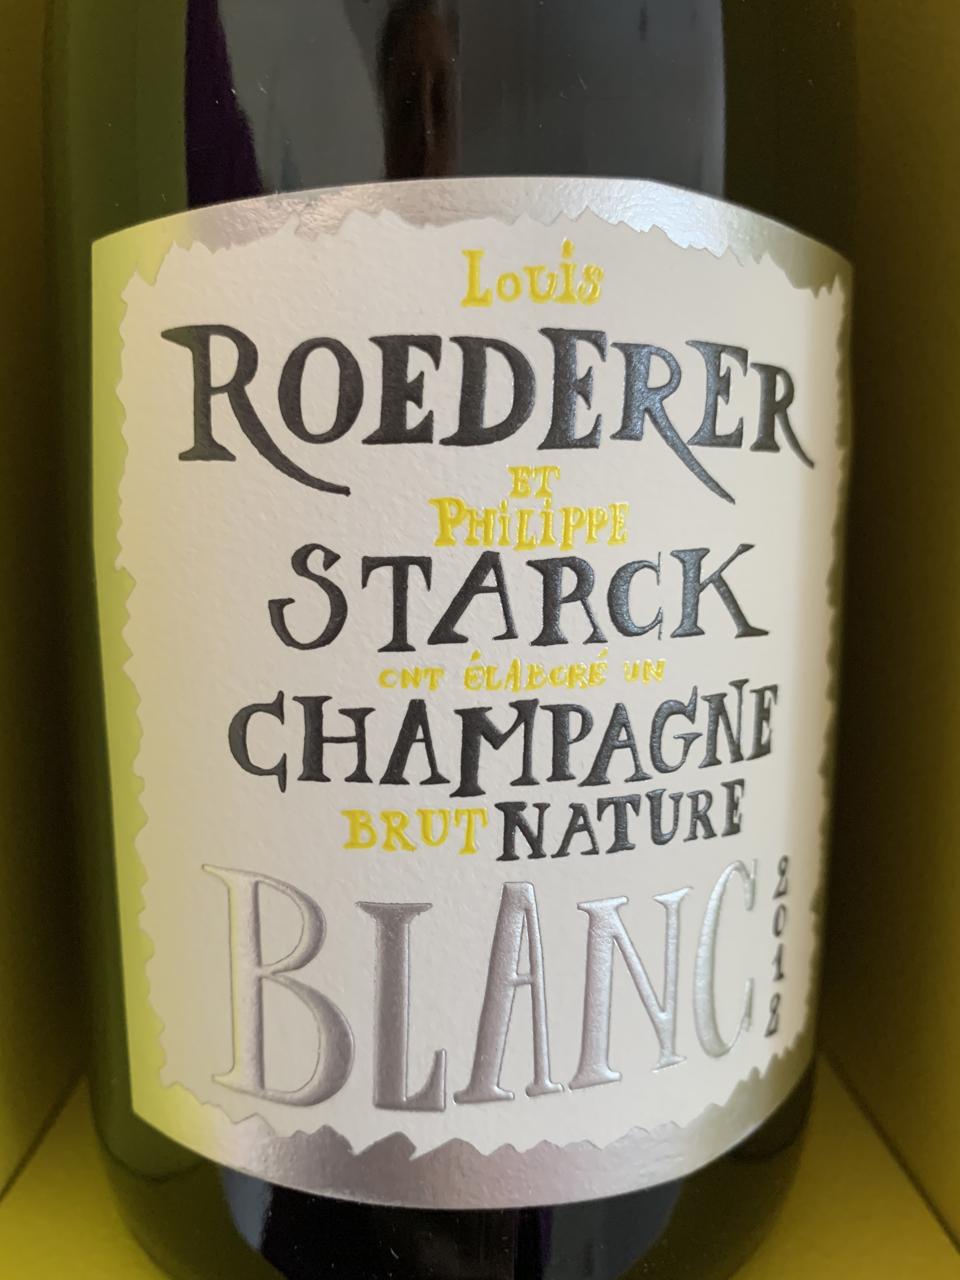 Louis
ROEDERER
ET
PHiLiPPE
STARCK
ONT ÉLABORÉ UN
CHAMPAGNE
BRUT NATURE
BLANC
2012